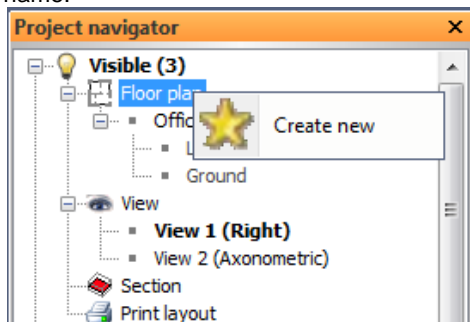 name.
Project navigator
Visible (3)
Floor plan
Create new
Ground
View
View 1 (Right)
View 2 (Axonometric)
Section
Print layout